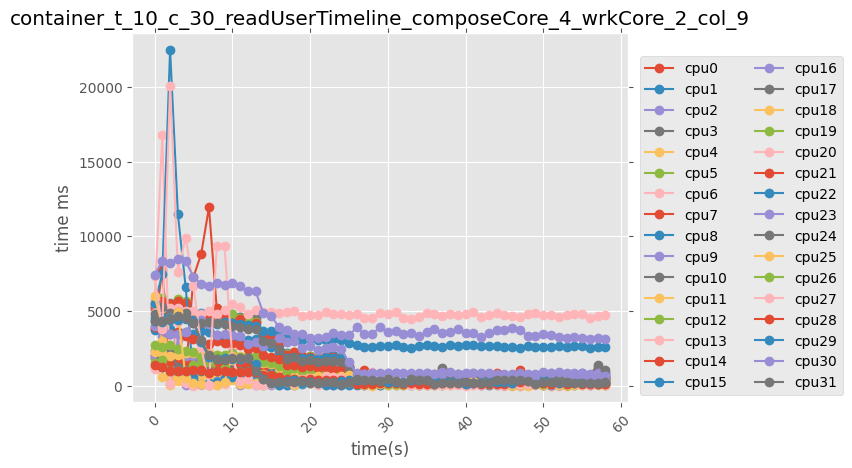 container_t_10_c_30_readUserTimeline_composeCore_4_wrkCore_2_col_9
time ms
20000
15000
10000
5000
0
0
10
20
30
40
50
60
time(s)
cpu0
cpu1
cpu2
cpu3
cpu4
cpu5
cpu6
cpu7
cpu8
cpu9
cpu10
cpu11
cpu12
cpu13
cpu14
cpu15
cpu16
cpu17
cpu18
cpu19
cpu20
cpu21
cpu22
cpu23
cpu24
cpu25
cpu26
cpu27
cpu28
cpu29
cpu30
cpu31